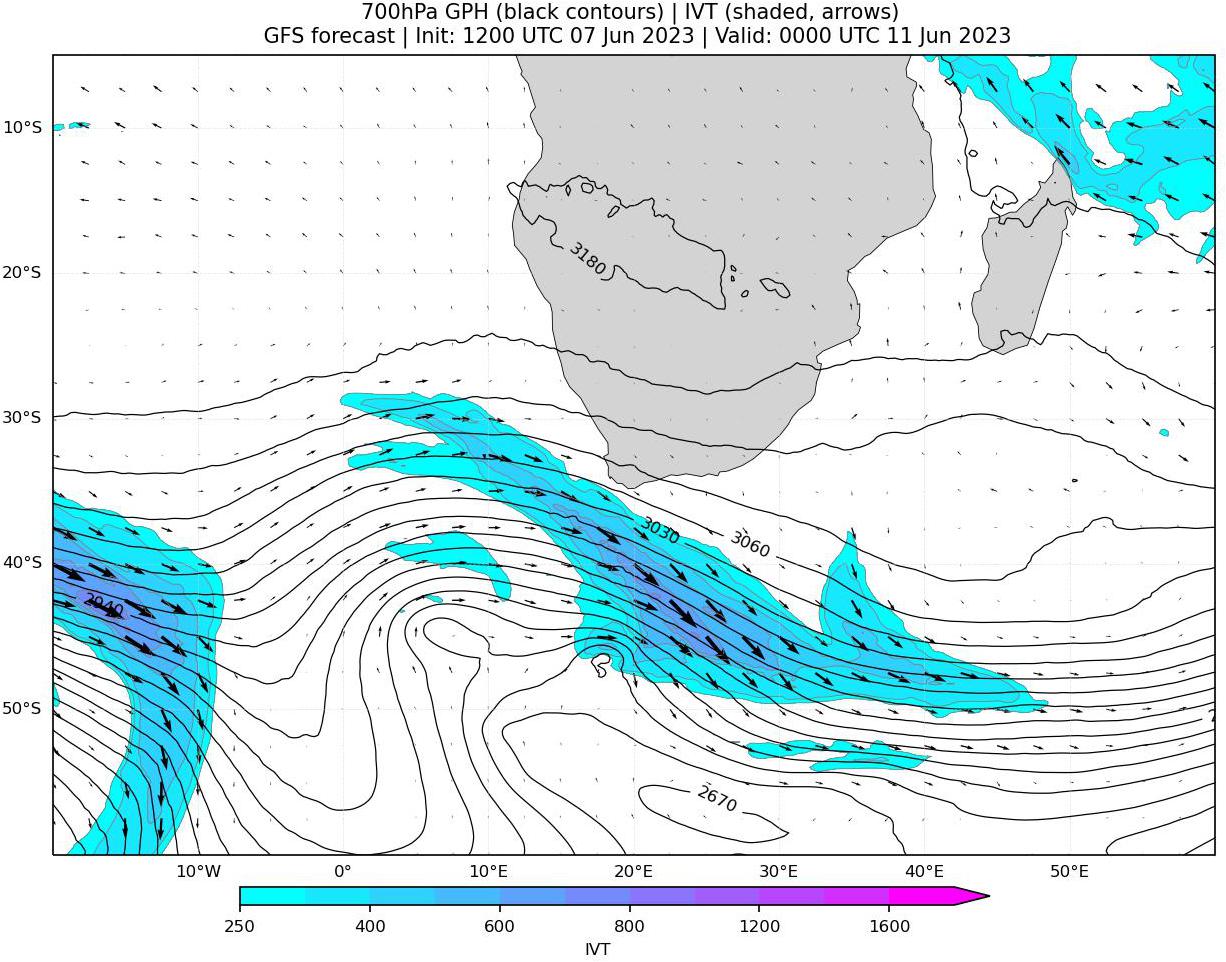 700hPa GPH (black contours) | IVT (shaded, arrows)
GFS forecast | Init: 1200 UTC 07 Jun 2023 | Valid: 0000 UTC 11 Jun 2023
10°S
20°S
30°S
40°S
50°S
3180
3030
3060
2940
2670
10°W
0°
10°E
20°E
30°E
40°E
50°E
250
400
600
800
1200
1600
IVT